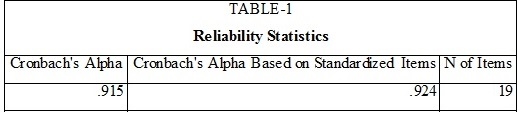 TABLE-1
Reliability Statistics
Cronbach's Alpha Cronbach's Alpha Based on Standardized Items N of Items
.915 .924 19